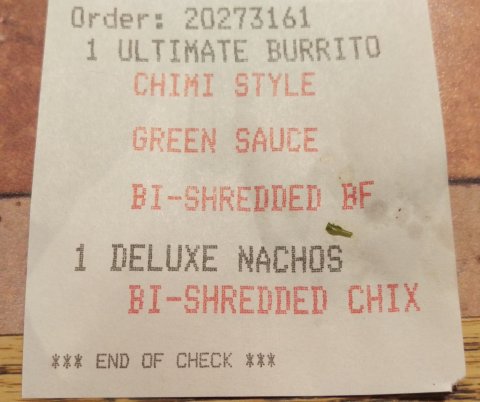 Order: 20273161
1 ULTIMATE BURRITO
CHIMI STYLE
GREEN SAUCE
BI-SHREDDED BF
1 DELUXE NACHOS
BI-SHREDDED CHIX
*** END OF CHECK ***